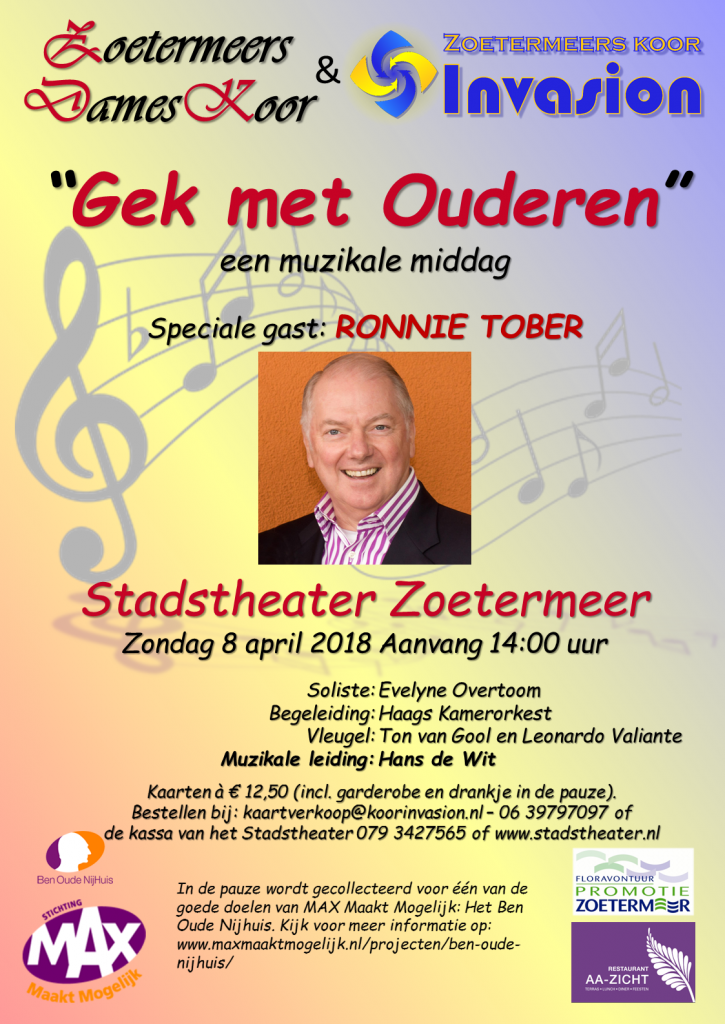 Zoetermeers
DamesKoor
&
ZOETERMEERS KOOR
Invasion
“Gek met Ouderen”
een muzikale middag
Speciale gast: RONNIE TOBER
Stadstheater Zoetermeer
Zondag 8 april 2018 Aanvang 14:00 uur
Soliste: Evelyne Overtoom
Begeleiding: Haags Kamerorkest
Vleugel: Ton van Gool en Leonardo Valiante
Muzikale leiding: Hans de Wit
Kaarten à € 12,50 (incl. garderobe en drankje in de pauze).
Bestellen bij: kaartverkoop@koorinvasion.nl – 06 39797097 of
de kassa van het Stadstheater 079 3427565 of www.stadstheater.nl
Ben Oude NijHuis
STICHTING
MAX
Maakt Mogelijk
In de pauze wordt gecollecteerd voor één van de
goede doelen van MAX Maakt Mogelijk: Het Ben
Oude Nijhuis. Kijk voor meer informatie op:
www.maxmaaktmogelijk.nl/projecten/ben-oude-
nijhuis/
FLORAVONTUUR
PROMOTIE
ZOETERMEER
RESTAURANT
AA-ZICHT
TERRAS • LUNCH • DINER • FEESTEN